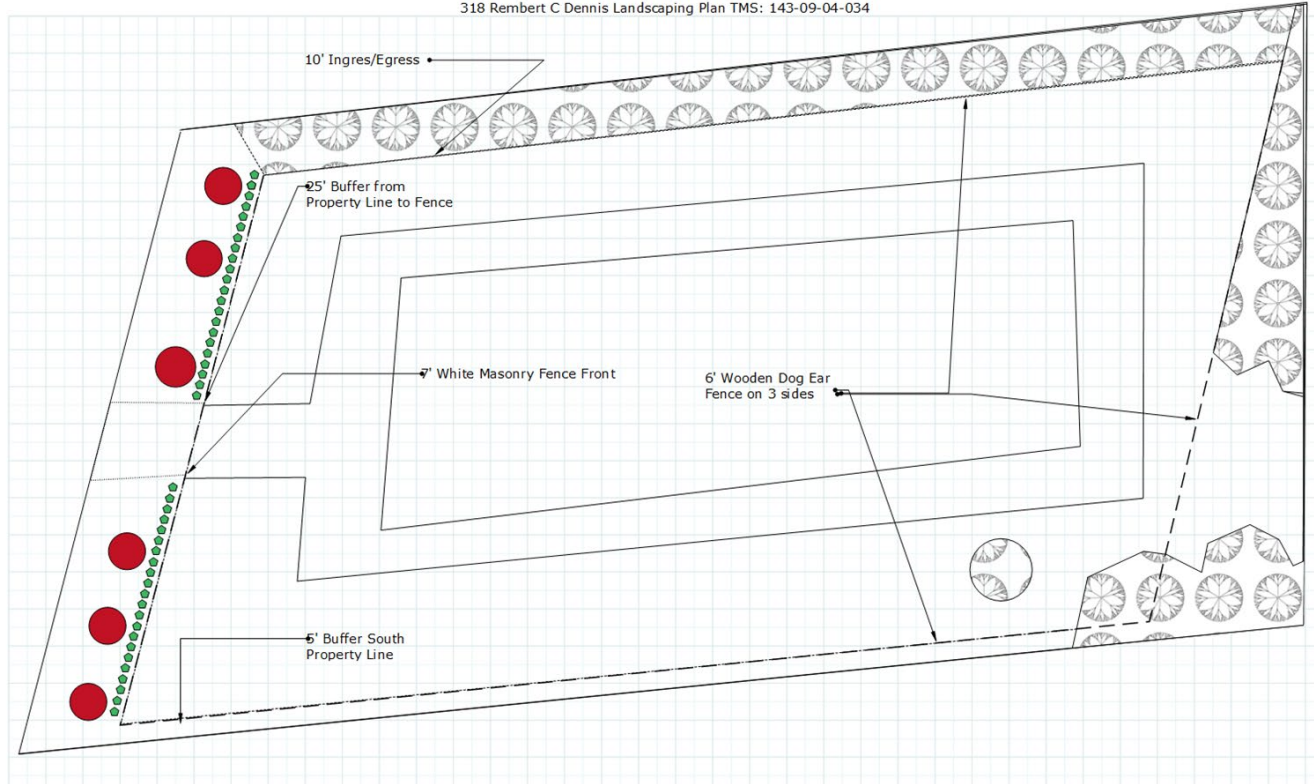 318 Rembert C Dennis Landscaping Plan TMS: 143-09-04-034
10' Ingres/Egress
25' Buffer from
Property Line to Fence
7' White Masonry Fence Front
6' Wooden Dog Ear
Fence on 3 sides
5' Buffer South
Property Line